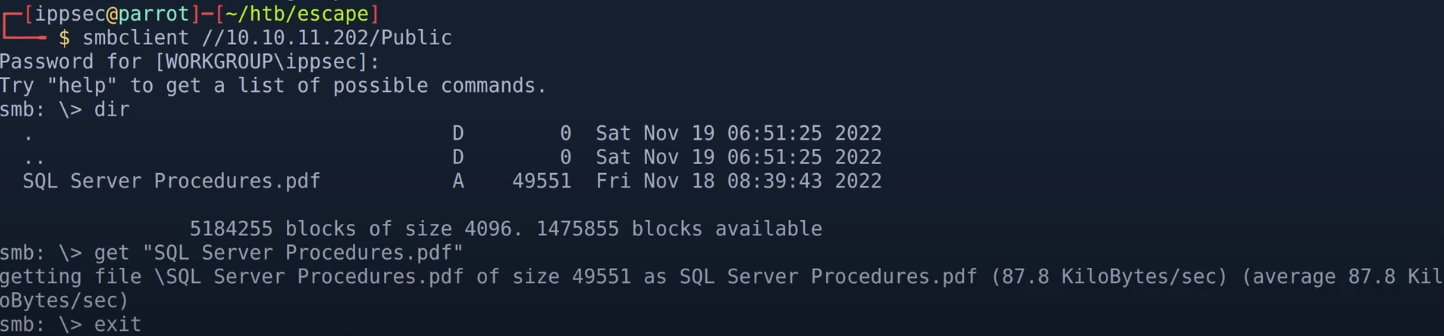 ┌─[ippsec@parrot]─[~/htb/escape]
└──╼ $ smbclient //10.10.11.202/Public
Password for [WORKGROUP\ippsec]:
Try "help" to get a list of possible commands.
smb: \> dir
  .                                   D        0  Sat Nov 19 06:51:25 2022
  ..                                  D        0  Sat Nov 19 06:51:25 2022
  SQL Server Procedures.pdf           A    49551  Fri Nov 18 08:39:43 2022
                5184255 blocks of size 4096. 1475855 blocks available
smb: \> get "SQL Server Procedures.pdf"
getting file \SQL Server Procedures.pdf of size 49551 as SQL Server Procedures.pdf (87.8 KiloBytes/sec) (average 87.8 Kil
oBytes/sec)
smb: \> exit